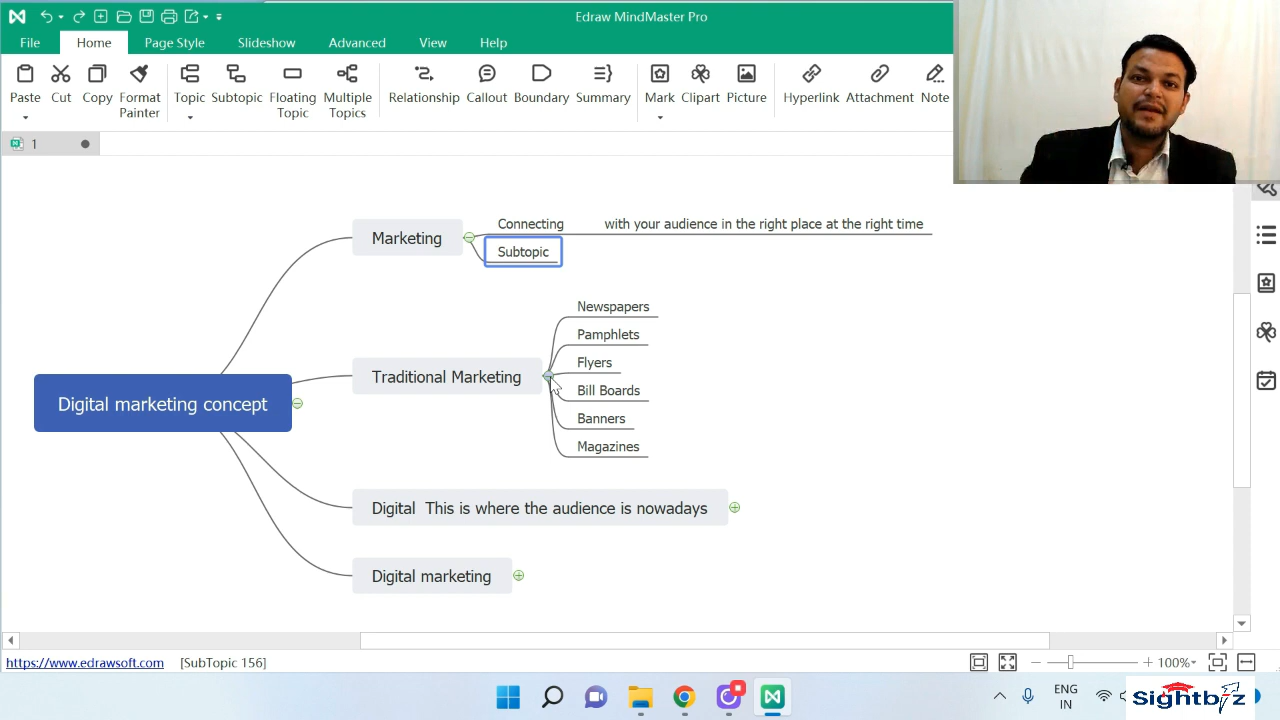 Edraw MindMaster Pro
File Home Page Style Slideshow Advanced View Help
Paste Cut Copy Format Painter Topic Subtopic Floating Topic Multiple Topics Relationship Callout Boundary Summary Mark Clipart Picture Hyperlink Attachment Note
1
Marketing
Connecting with your audience in the right place at the right time
Subtopic
Traditional Marketing
Newspapers
Pamphlets
Flyers
Bill Boards
Banners
Magazines
Digital marketing concept
Digital This is where the audience is nowadays
Digital marketing
https://www.edrawsoft.com [SubTopic 156] 100%
ENG
IN
Sightbiz